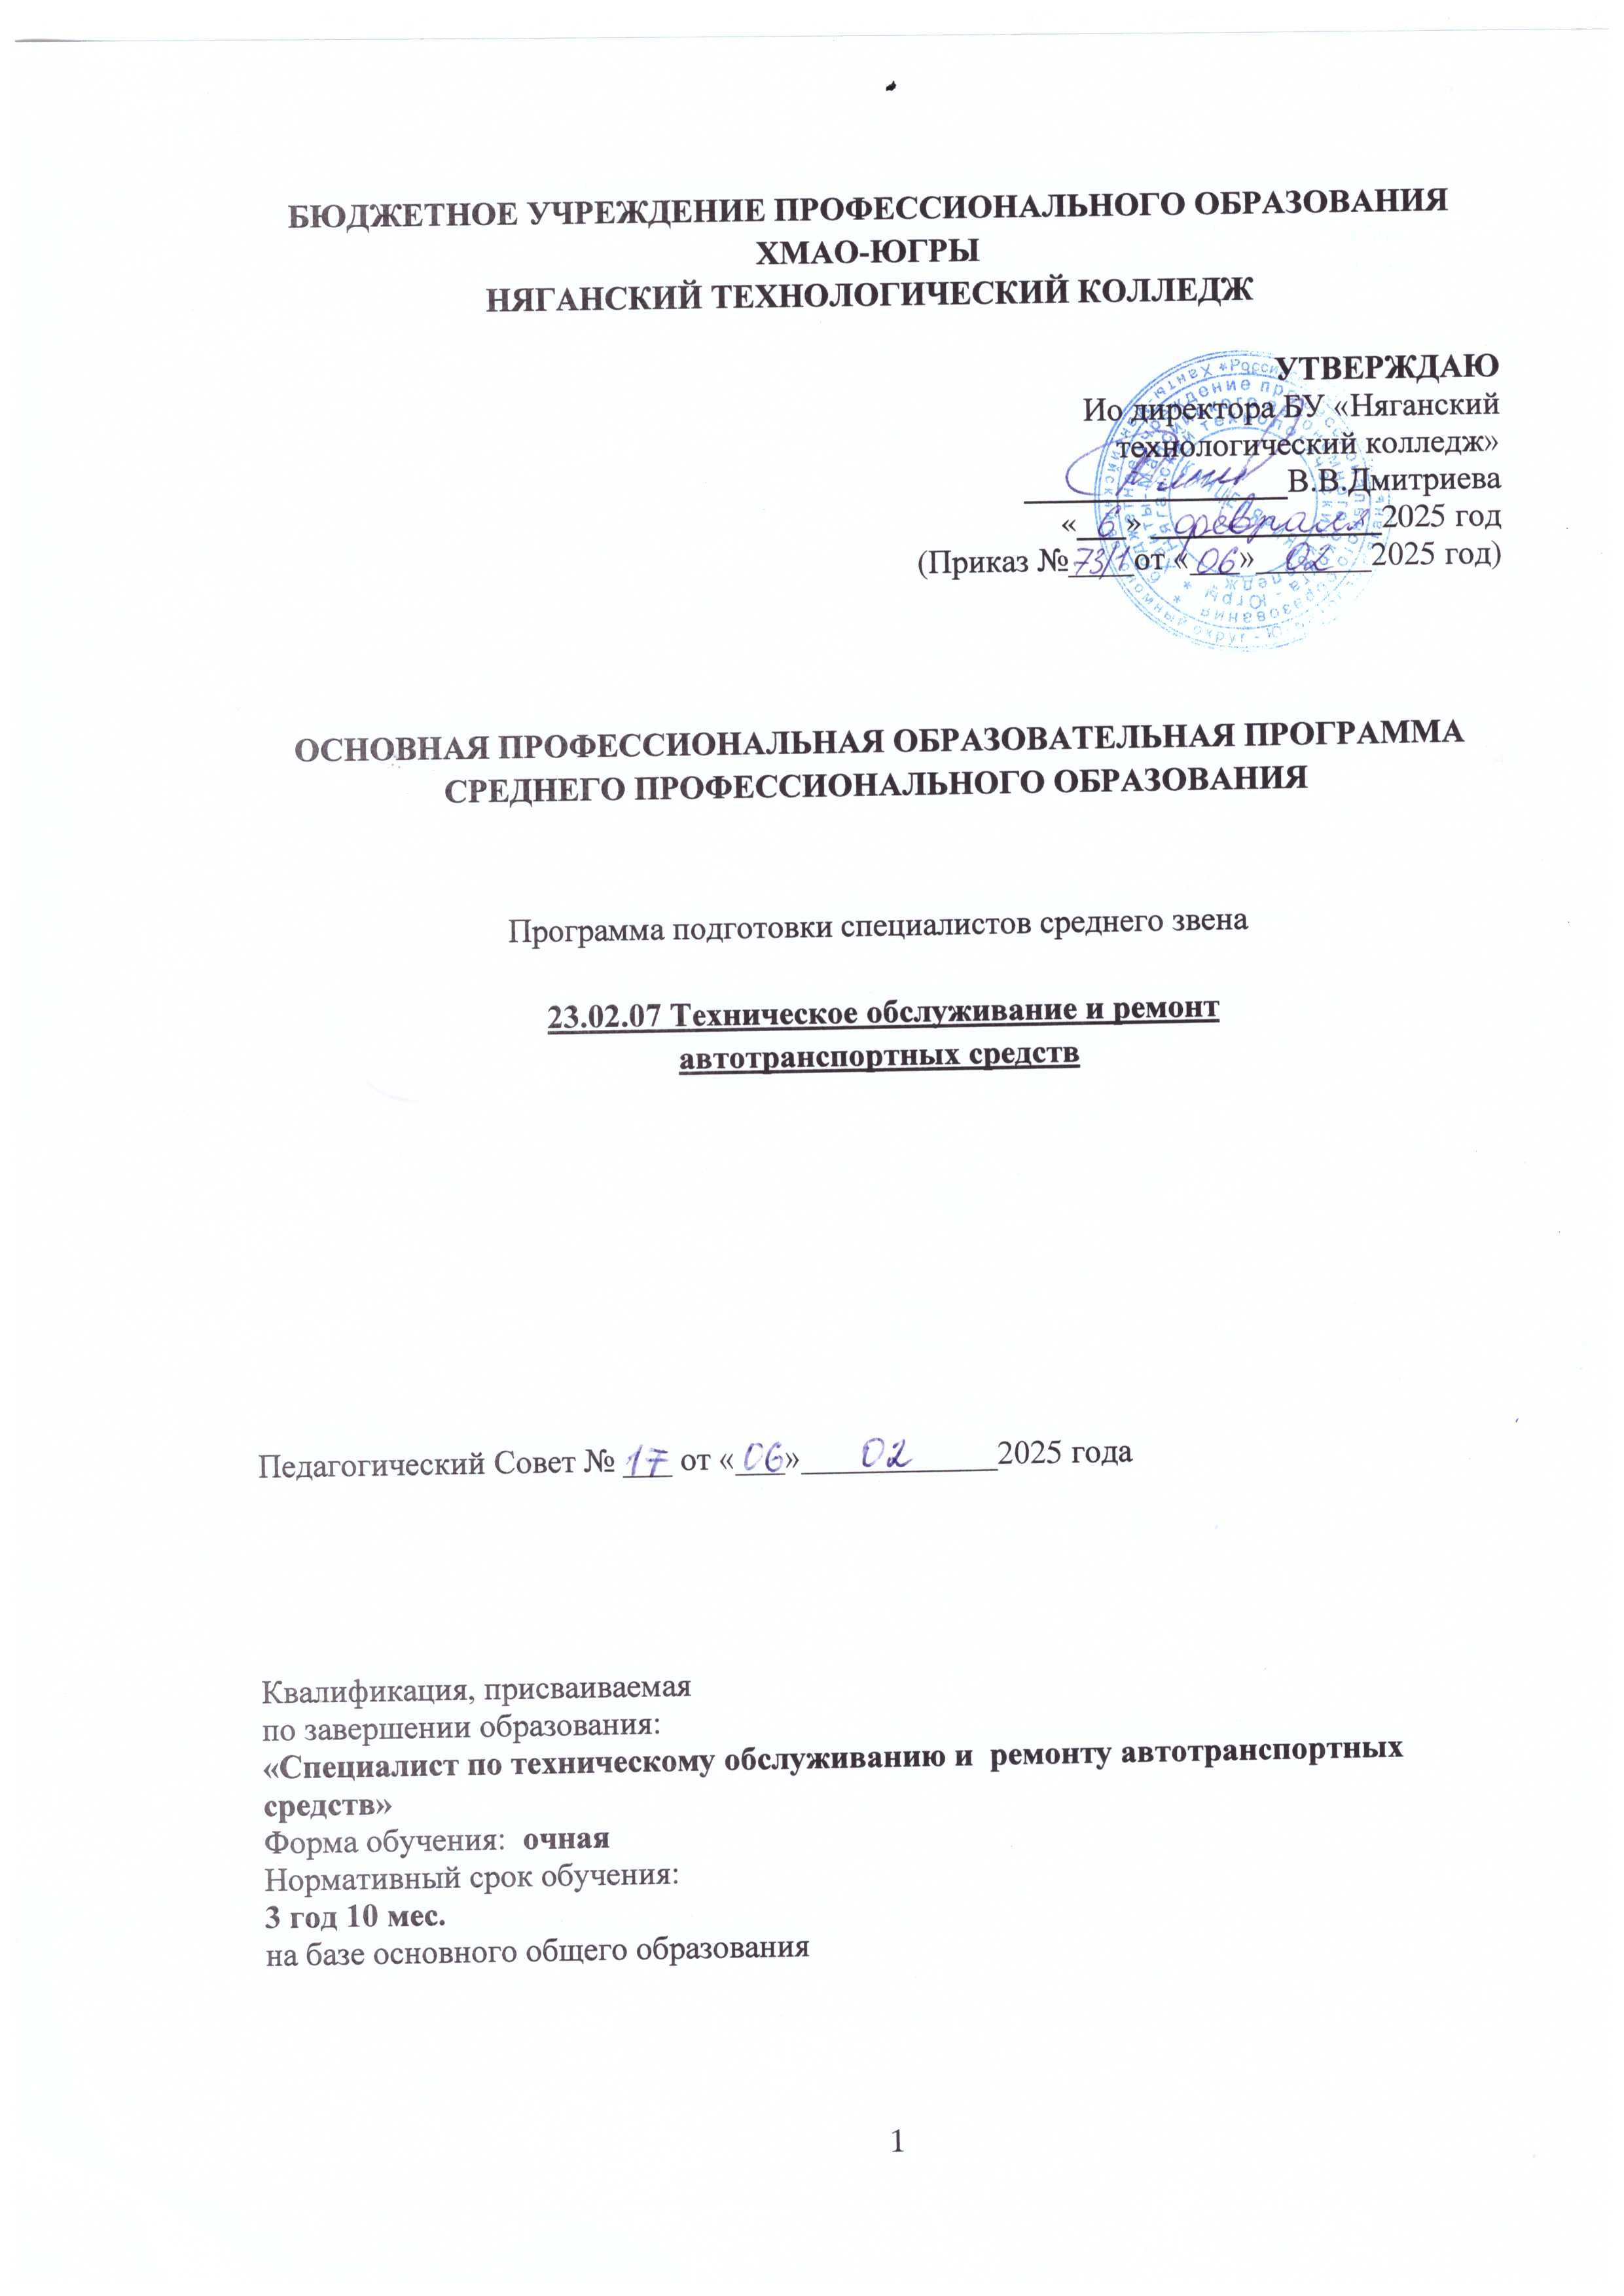 БЮДЖЕТНОЕ УЧРЕЖДЕНИЕ ПРОФЕССИОНАЛЬНОГО ОБРАЗОВАНИЯ
ХМАО-ЮГРЫ
НЯГАНСКИЙ ТЕХНОЛОГИЧЕСКИЙ КОЛЛЕДЖ
УТВЕРЖДАЮ
Ио директора БУ «Няганский
технологический колледж»
В.В.Дмитриева
«6» февраля 2025 год
(Приказ №73/1 от «06» 02 2025 год)
ОСНОВНАЯ ПРОФЕССИОНАЛЬНАЯ ОБРАЗОВАТЕЛЬНАЯ ПРОГРАММА
СРЕДНЕГО ПРОФЕССИОНАЛЬНОГО ОБРАЗОВАНИЯ
Программа подготовки специалистов среднего звена
23.02.07 Техническое обслуживание и ремонт
автотранспортных средств
Педагогический Совет № 17 от «06» 02 2025 года
Квалификация, присваиваемая
по завершении образования:
«Специалист по техническому обслуживанию и ремонту автотранспортных
средств»
Форма обучения: очная
Нормативный срок обучения:
3 год 10 мес.
на базе основного общего образования
1